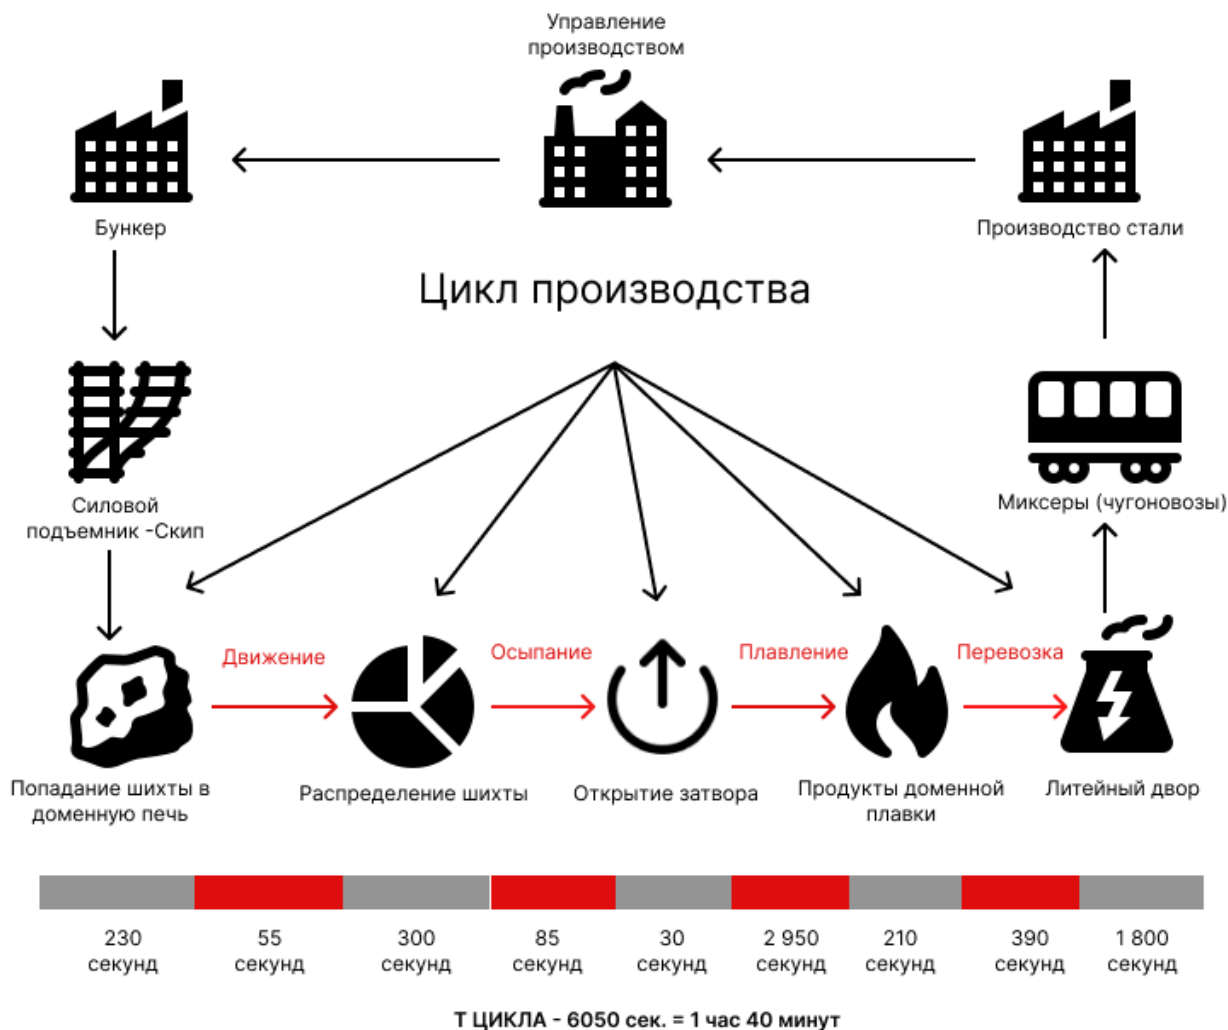 Управление
производством
Бункер
Производство стали
Цикл производства
Силовой
подъемник -Скип
Миксеры (чугоновозы)
Движение
Осыпание
Плавление
Перевозка
Попадание шихты в
доменную печь
Распределение шихты
Открытие затвора
Продукты доменной
плавки
Литейный двор
230
секунд
55
секунд
300
секунд
85
секунд
30
секунд
2 950
секунд
210
секунд
390
секунд
1 800
секунд
Т ЦИКЛА - 6050 сек. = 1 час 40 минут